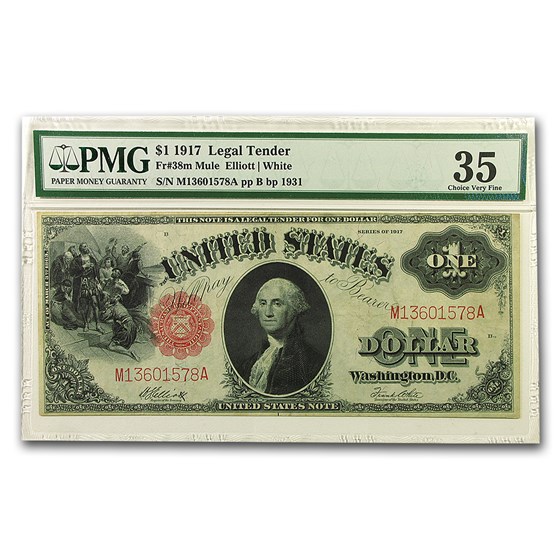 PMG
PAPER MONEY GUARANTY
$1 1917 Legal Tender
Fr#38m Mule Elliott | White
S/N M13601578A pp B bp 1931
35
Choice Very Fine
THIS NOTE IS A LEGAL TENDER FOR ONE DOLLAR
B
SERIES OF 1917
UNITED STATES
ONE
Will Pay to Bearer
M13601578A
ONE
DOLLAR
M13601578A
Washington, D.C.
UNITED STATES NOTE